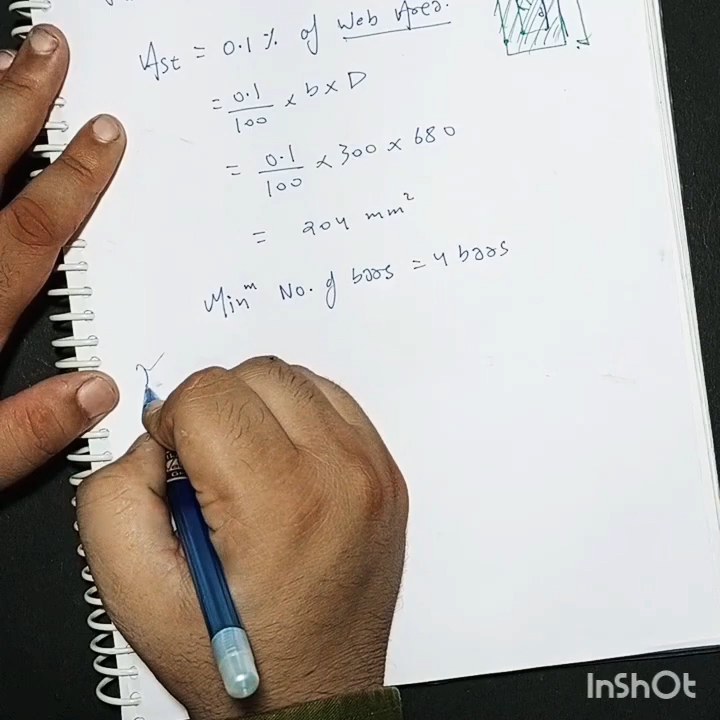 Ast = 0.1 % of Web Area.
= 0.1/100 × b × D
= 0.1/100 × 300 × 680
= 204 mm²
Minᵐ No. of bars = 4 bars
InShOt